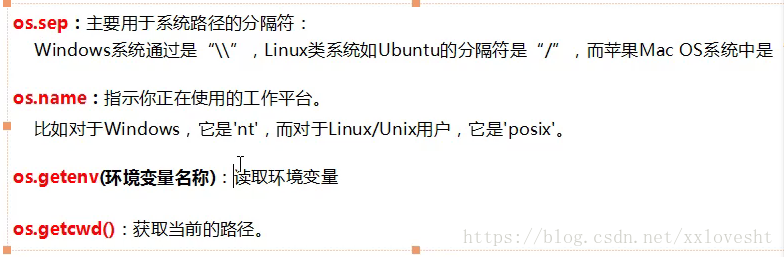 os.sep：主要用于系统路径的分隔符：
Windows系统通过是“\\”，Linux类系统如Ubuntu的分隔符是“/”，而苹果Mac OS系统中是
os.name：指示你正在使用的工作平台。
比如对于Windows，它是'nt'，而对于Linux/Unix用户，它是'posix'。
os.getenv(环境变量名称)：读取环境变量
os.getcwd()：获取当前的路径。
https://blog.csdn.net/xxlovesht